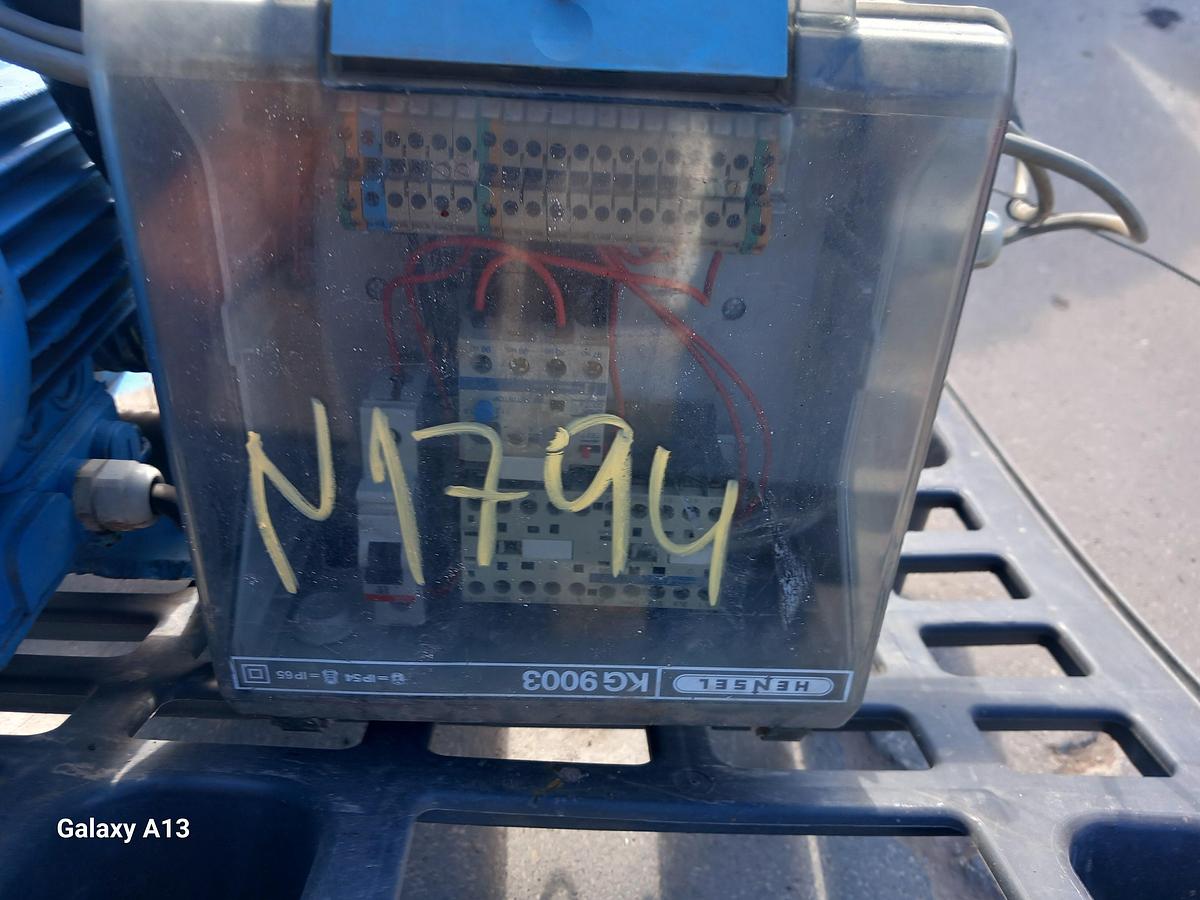 N1794
HENSEL KG 9003 =IP54 =IP65
Galaxy A13